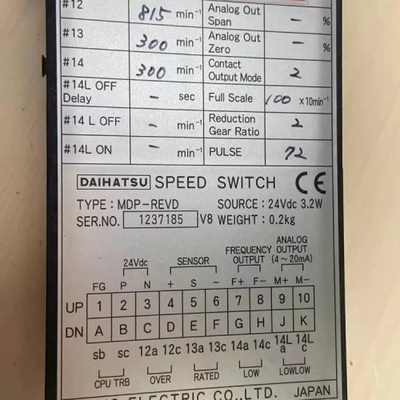 #12 815 min⁻¹ Analog Out Span – %
#13 300 min⁻¹ Analog Out Zero – %
#14 300 min⁻¹ Contact Output Mode 2
#14L OFF Delay – sec Full Scale 100 ×10min⁻¹
#14 L OFF – min⁻¹ Reduction Gear Ratio 2
#14L ON – min⁻¹ PULSE 72
DAIHATSU SPEED SWITCH CE
TYPE : MDP-REVD SOURCE : 24Vdc 3.2W
SER.NO. 1237185 V8 WEIGHT : 0.2kg
24Vdc SENSOR FREQUENCY OUTPUT ANALOG OUTPUT (4~20mA)
FG P N + S − F+ F− M+ M−
UP 1 2 3 4 5 6 7 8 9 10
DN A B C D E F G H J K
sb sc 12a 12c 13a 13c 14a 14c 14L a 14L c
CPU TRB OVER RATED LOW LOWLOW
ELECTRIC CO.,LTD. JAPAN